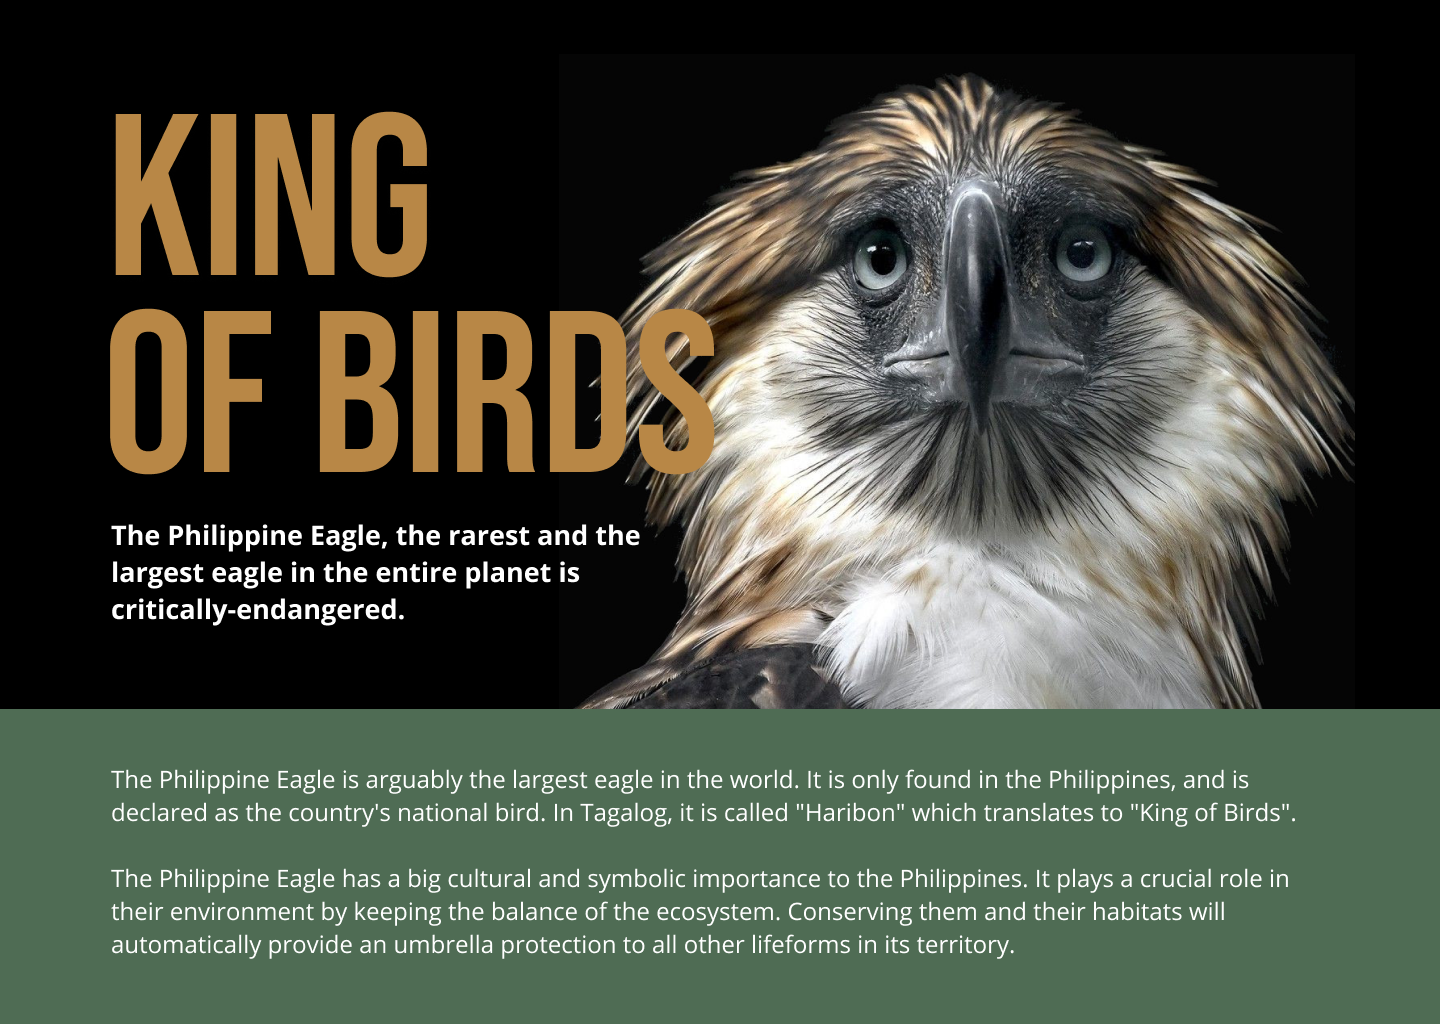 KING
OF BIRDS
The Philippine Eagle, the rarest and the
largest eagle in the entire planet is
critically-endangered.
The Philippine Eagle is arguably the largest eagle in the world. It is only found in the Philippines, and is
declared as the country's national bird. In Tagalog, it is called "Haribon" which translates to "King of Birds".
The Philippine Eagle has a big cultural and symbolic importance to the Philippines. It plays a crucial role in
their environment by keeping the balance of the ecosystem. Conserving them and their habitats will
automatically provide an umbrella protection to all other lifeforms in its territory.